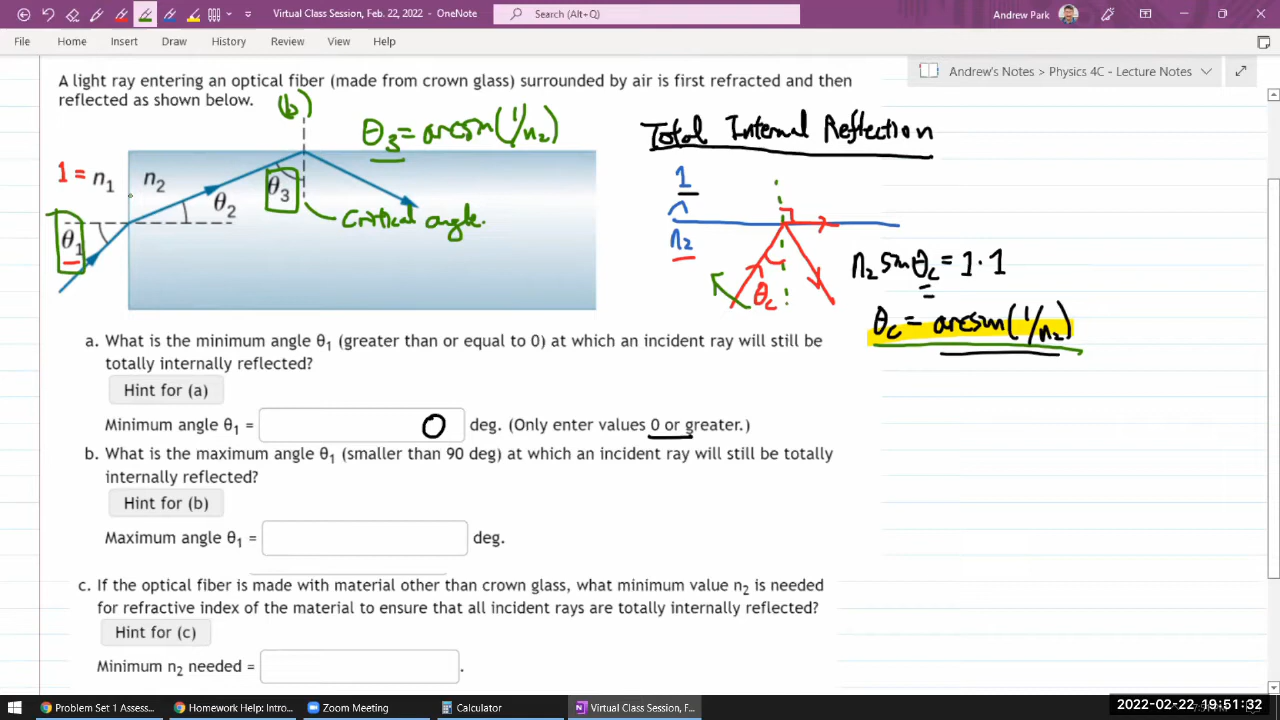 Virtual Class Session, Feb. 22, 2022 - OneNote
Search (Alt+Q)
Andrew Park
File Home Insert Draw History Review View Help
Andrew's Notes > Physics 4C - Lecture Notes
A light ray entering an optical fiber (made from crown glass) surrounded by air is first refracted and then
reflected as shown below.
(b)
θ3 = arcsin(1/n2)
Total Internal Reflection
1 = n1
n2
θ3
θ2
θ1
Critical angle.
1
n2
θc
n2 sin θc = 1·1
θc = arcsin(1/n2)
a. What is the minimum angle θ1 (greater than or equal to 0) at which an incident ray will still be
totally internally reflected?
Hint for (a)
Minimum angle θ1 = 0 deg. (Only enter values 0 or greater.)
b. What is the maximum angle θ1 (smaller than 90 deg) at which an incident ray will still be totally
internally reflected?
Hint for (b)
Maximum angle θ1 = deg.
c. If the optical fiber is made with material other than crown glass, what minimum value n2 is needed
for refractive index of the material to ensure that all incident rays are totally internally reflected?
Hint for (c)
Minimum n2 needed = .
Problem Set 1 Assess...
Homework Help: Intro...
Zoom Meeting
Calculator
Virtual Class Session, F...
2022-02-22 19:51:32